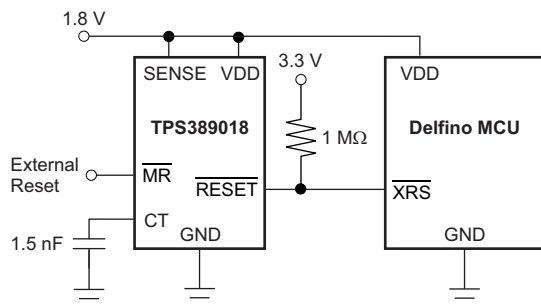 1.8 V
3.3 V
SENSE VDD
VDD
TPS389018
1 MΩ
Delfino MCU
External
Reset
MR
RESET
XRS
CT
1.5 nF
GND
GND